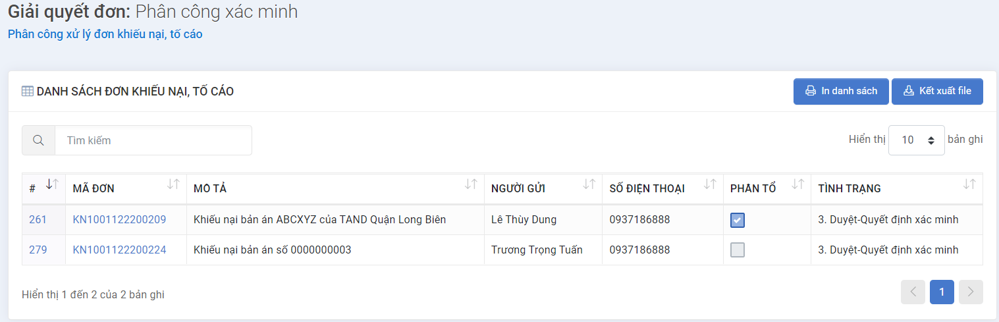 Giải quyết đơn: Phân công xác minh
Phân công xử lý đơn khiếu nại, tố cáo
DANH SÁCH ĐƠN KHIẾU NẠI, TỐ CÁO
In danh sách
Kết xuất file
Tìm kiếm
Hiển thị 10 bản ghi
# MÃ ĐƠN MÔ TẢ NGƯỜI GỬI SỐ ĐIỆN THOẠI PHÂN TỔ TÌNH TRẠNG
261 KN1001122200209 Khiếu nại bản án ABCXYZ của TAND Quận Long Biên Lê Thùy Dung 0937186888 3. Duyệt-Quyết định xác minh
279 KN1001122200224 Khiếu nại bản án số 0000000003 Trương Trọng Tuấn 0937186888 3. Duyệt-Quyết định xác minh
Hiển thị 1 đến 2 của 2 bản ghi
1